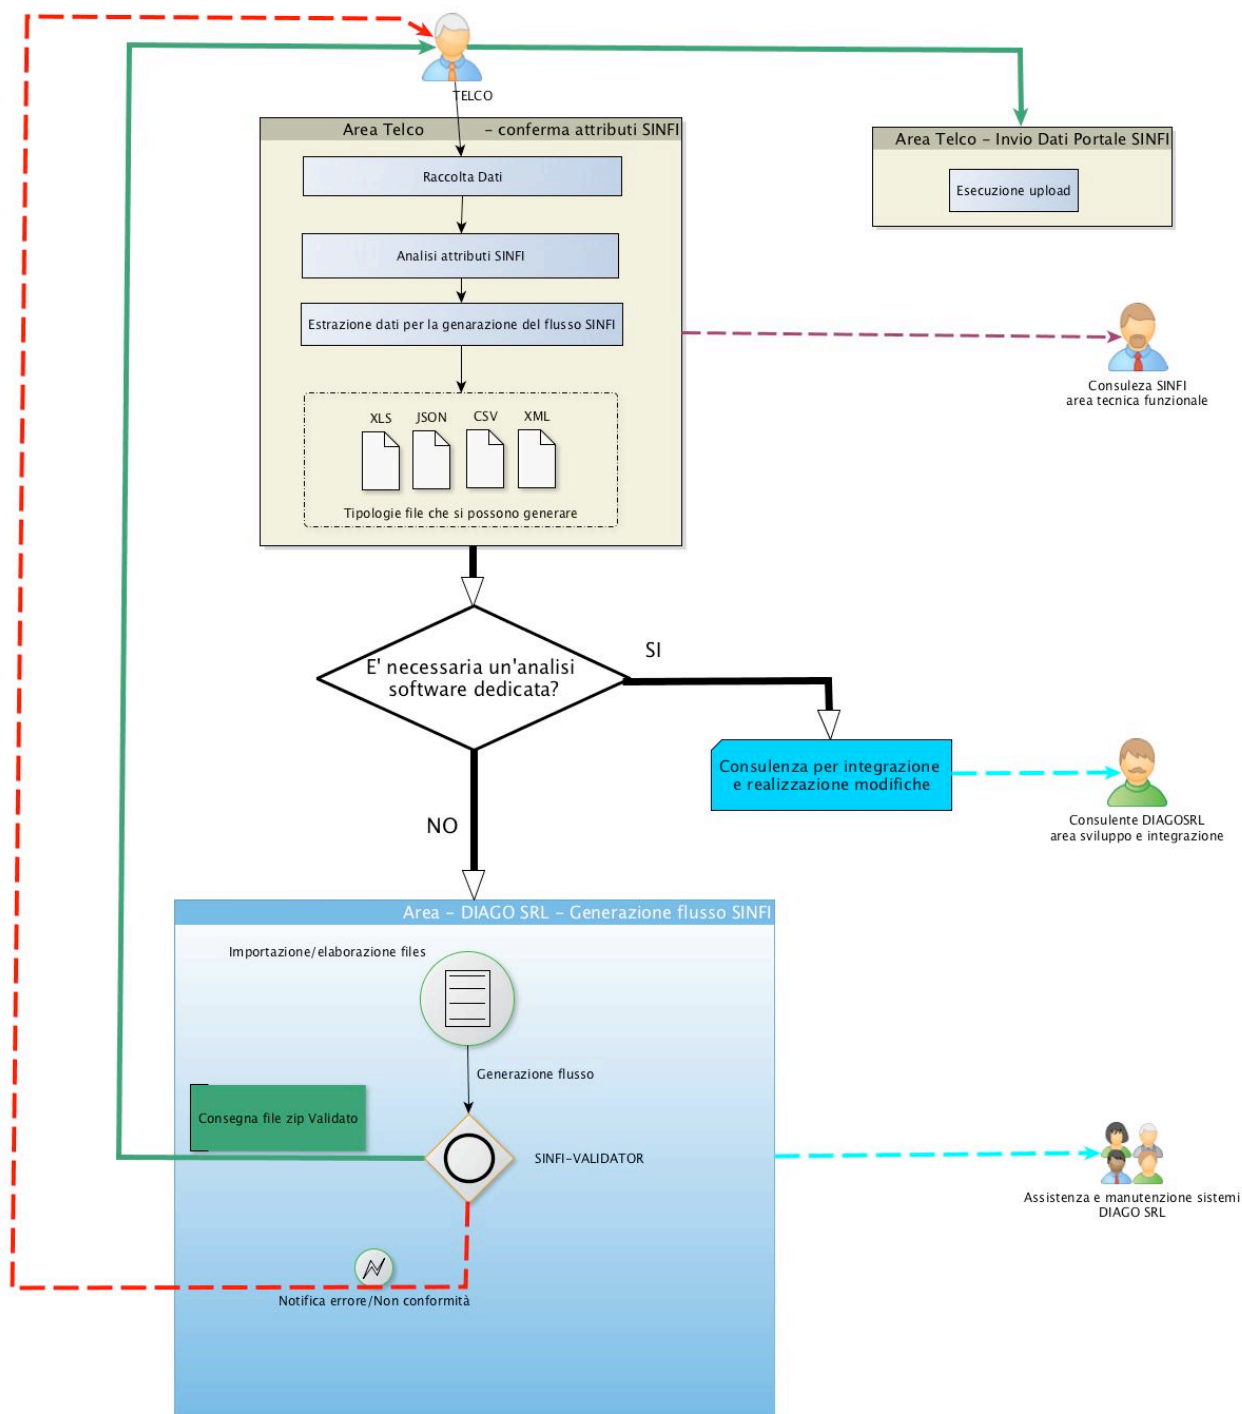 TELCO
Area Telco – conferma attributi SINFI
Raccolta Dati
Analisi attributi SINFI
Estrazione dati per la genarazione del flusso SINFI
XLS JSON CSV XML
Tipologie file che si possono generare
Area Telco – Invio Dati Portale SINFI
Esecuzione upload
Consuleza SINFI
area tecnica funzionale
E' necessaria un'analisi
software dedicata?
SI
Consulenza per integrazione
e realizzazione modifiche
Consulente DIAGOSRL
area sviluppo e integrazione
NO
Area – DIAGO SRL – Generazione flusso SINFI
Importazione/elaborazione files
Generazione flusso
Consegna file zip Validato
SINFI-VALIDATOR
Assistenza e manutenzione sistemi
DIAGO SRL
Notifica errore/Non conformità